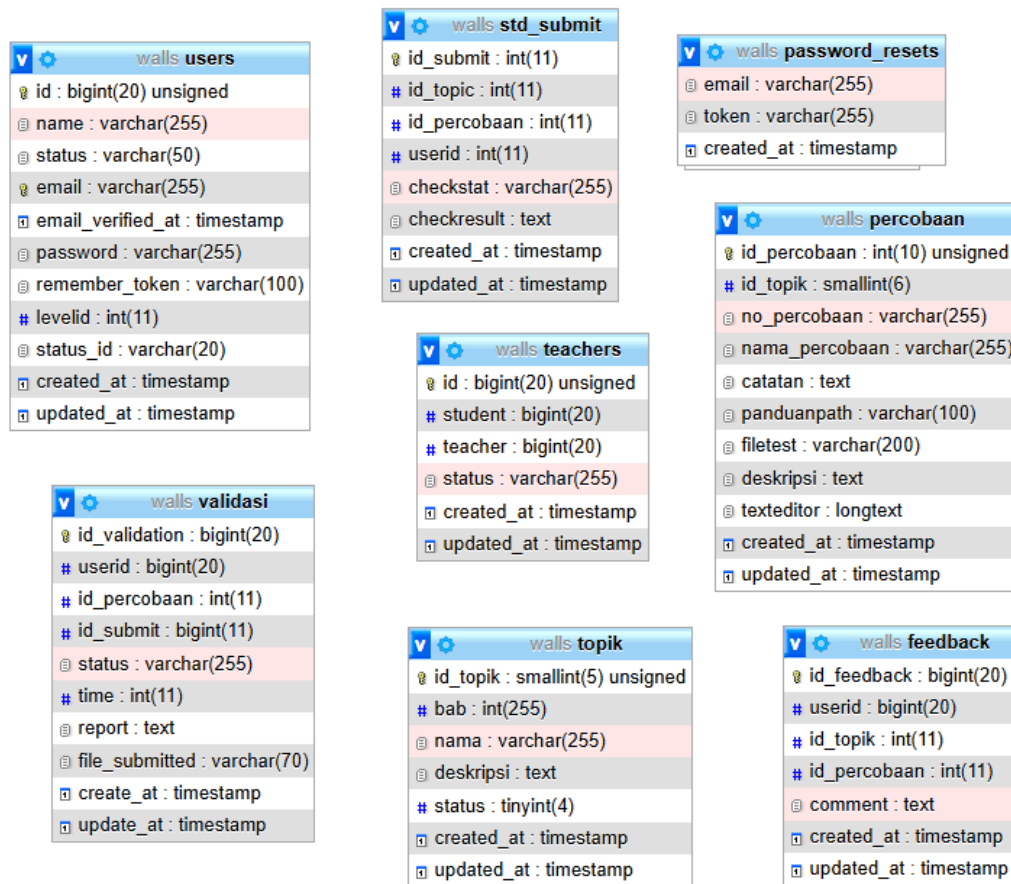 v walls users
id : bigint(20) unsigned
name : varchar(255)
status : varchar(50)
email : varchar(255)
email_verified_at : timestamp
password : varchar(255)
remember_token : varchar(100)
# levelid : int(11)
status_id : varchar(20)
created_at : timestamp
updated_at : timestamp
v walls std_submit
id_submit : int(11)
# id_topic : int(11)
# id_percobaan : int(11)
# userid : int(11)
checkstat : varchar(255)
checkresult : text
created_at : timestamp
updated_at : timestamp
v walls password_resets
email : varchar(255)
token : varchar(255)
created_at : timestamp
v walls percobaan
id_percobaan : int(10) unsigned
# id_topik : smallint(6)
no_percobaan : varchar(255)
nama_percobaan : varchar(255)
catatan : text
panduanpath : varchar(100)
filetest : varchar(200)
deskripsi : text
texteditor : longtext
created_at : timestamp
updated_at : timestamp
v walls teachers
id : bigint(20) unsigned
# student : bigint(20)
# teacher : bigint(20)
status : varchar(255)
created_at : timestamp
updated_at : timestamp
v walls validasi
id_validation : bigint(20)
# userid : bigint(20)
# id_percobaan : int(11)
# id_submit : bigint(11)
status : varchar(255)
# time : int(11)
report : text
file_submitted : varchar(70)
create_at : timestamp
update_at : timestamp
v walls topik
id_topik : smallint(5) unsigned
# bab : int(255)
nama : varchar(255)
deskripsi : text
# status : tinyint(4)
created_at : timestamp
updated_at : timestamp
v walls feedback
id_feedback : bigint(20)
# userid : bigint(20)
# id_topik : int(11)
# id_percobaan : int(11)
comment : text
created_at : timestamp
updated_at : timestamp